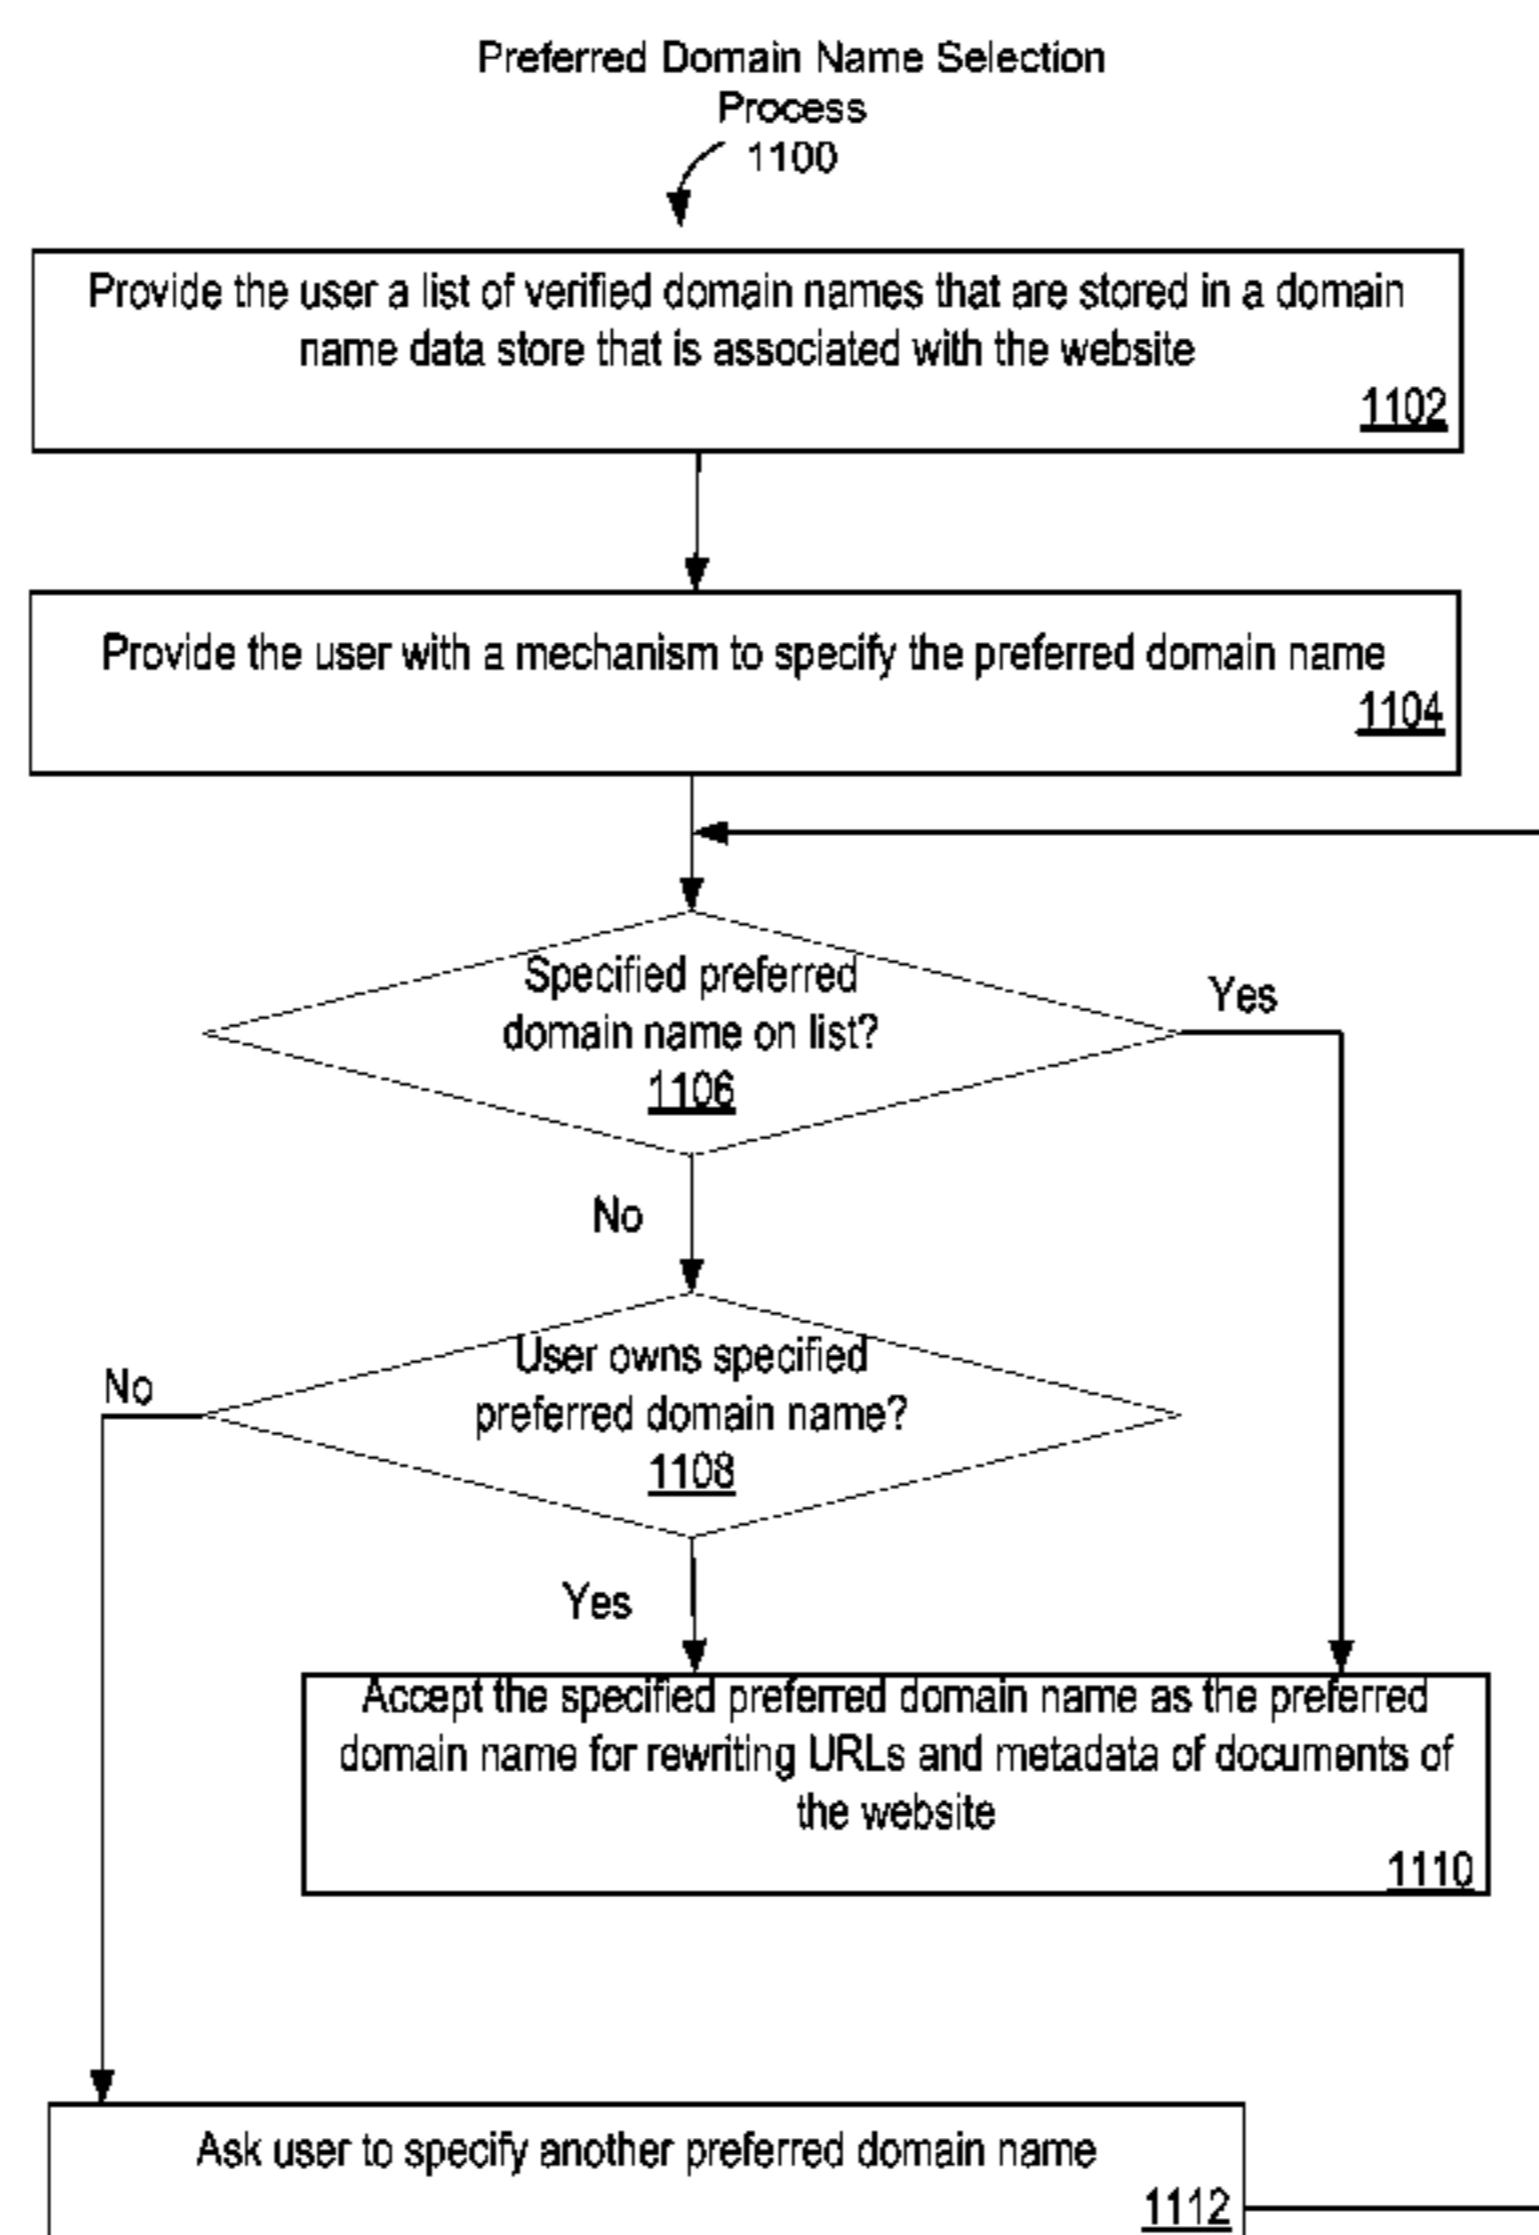 Preferred Domain Name Selection
Process
1100
Provide the user a list of verified domain names that are stored in a domain
name data store that is associated with the website
1102
Provide the user with a mechanism to specify the preferred domain name
1104
Specified preferred
domain name on list?
1106
Yes
No
User owns specified
preferred domain name?
1108
No
Yes
Accept the specified preferred domain name as the preferred
domain name for rewriting URLs and metadata of documents of
the website
1110
Ask user to specify another preferred domain name
1112